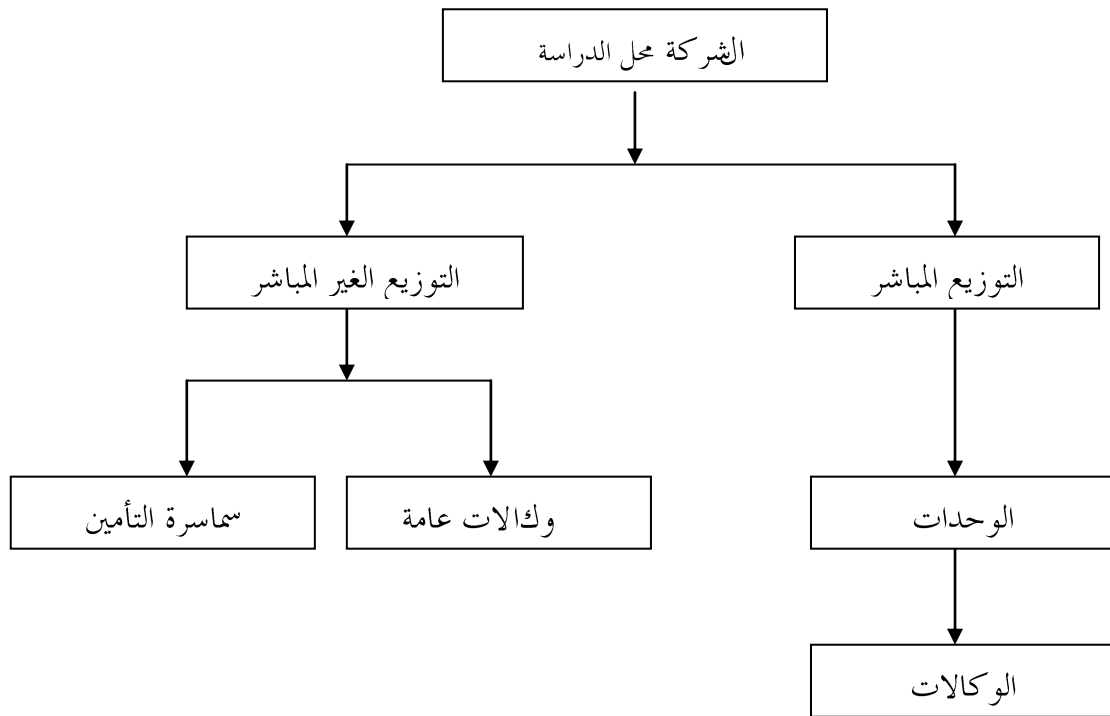 الشركة محل الدراسة
التوزيع المباشر
التوزيع الغير المباشر
الوحدات
وكالات عامة
سماسرة التأمين
الوكالات